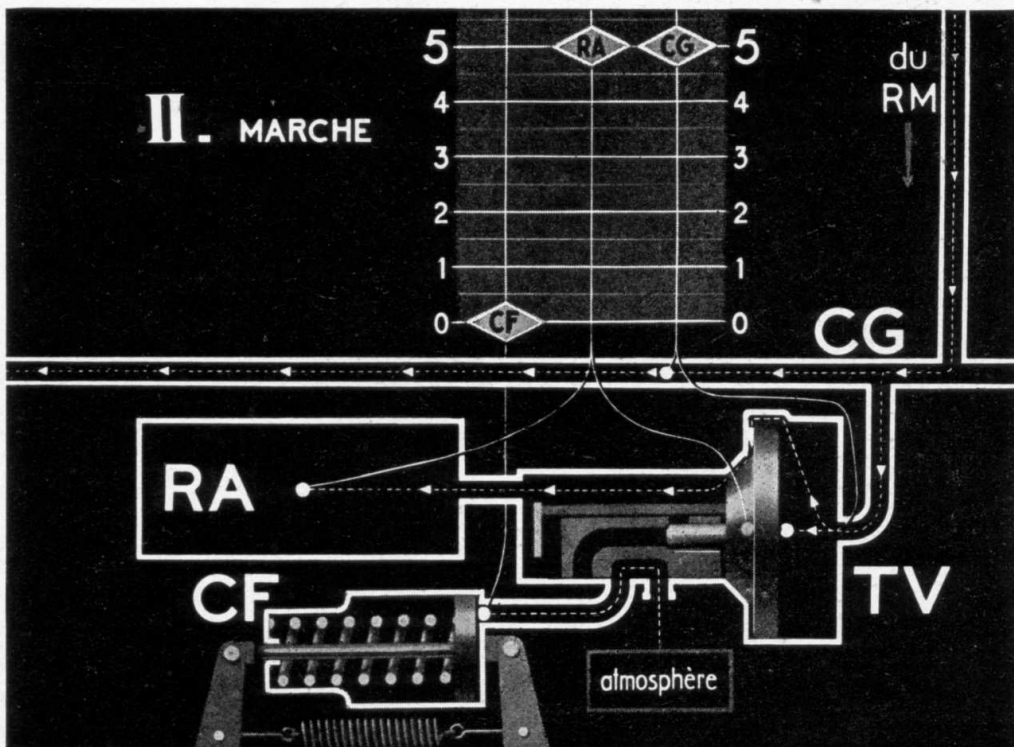 II. MARCHE
5 RA CG 5
4 4
3 3
2 2
1 1
0 CF 0
du
RM
CG
RA
TV
CF
atmosphère